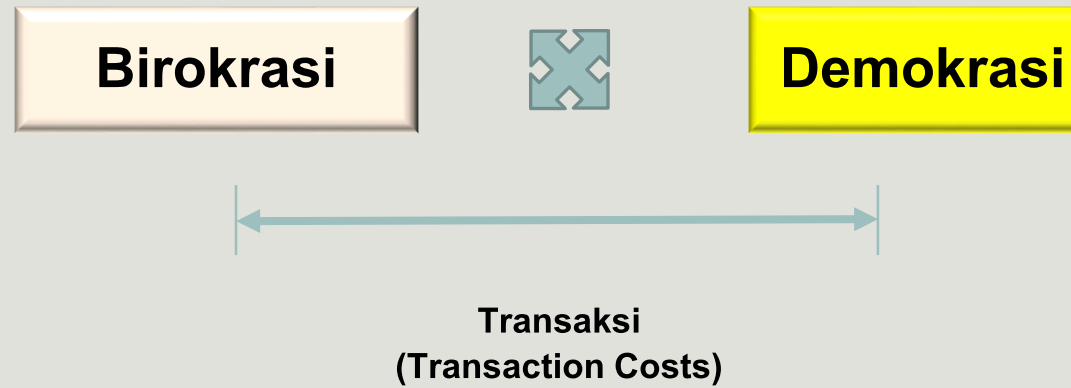 Birokrasi
Demokrasi
Transaksi
(Transaction Costs)